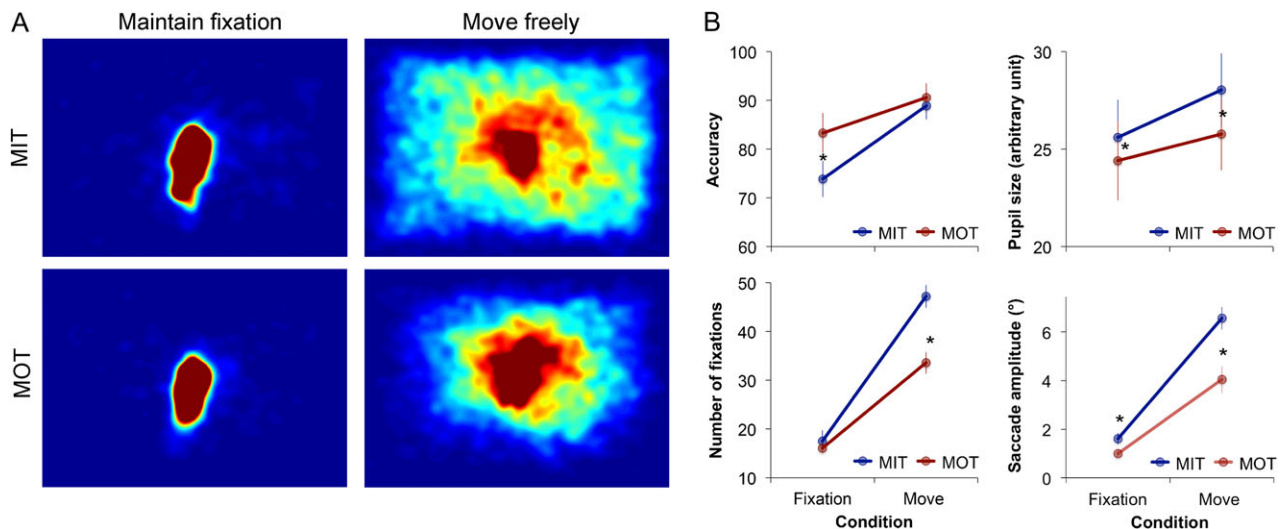 A
Maintain fixation
Move freely
MIT
MOT
B
Accuracy
100
90
80
70
60
*
MIT
MOT
Pupil size (arbitrary unit)
30
25
20
*
*
MIT
MOT
Number of fixations
50
40
30
20
10
*
MIT
MOT
Fixation
Move
Condition
Saccade amplitude (°)
6
4
2
0
*
*
MIT
MOT
Fixation
Move
Condition